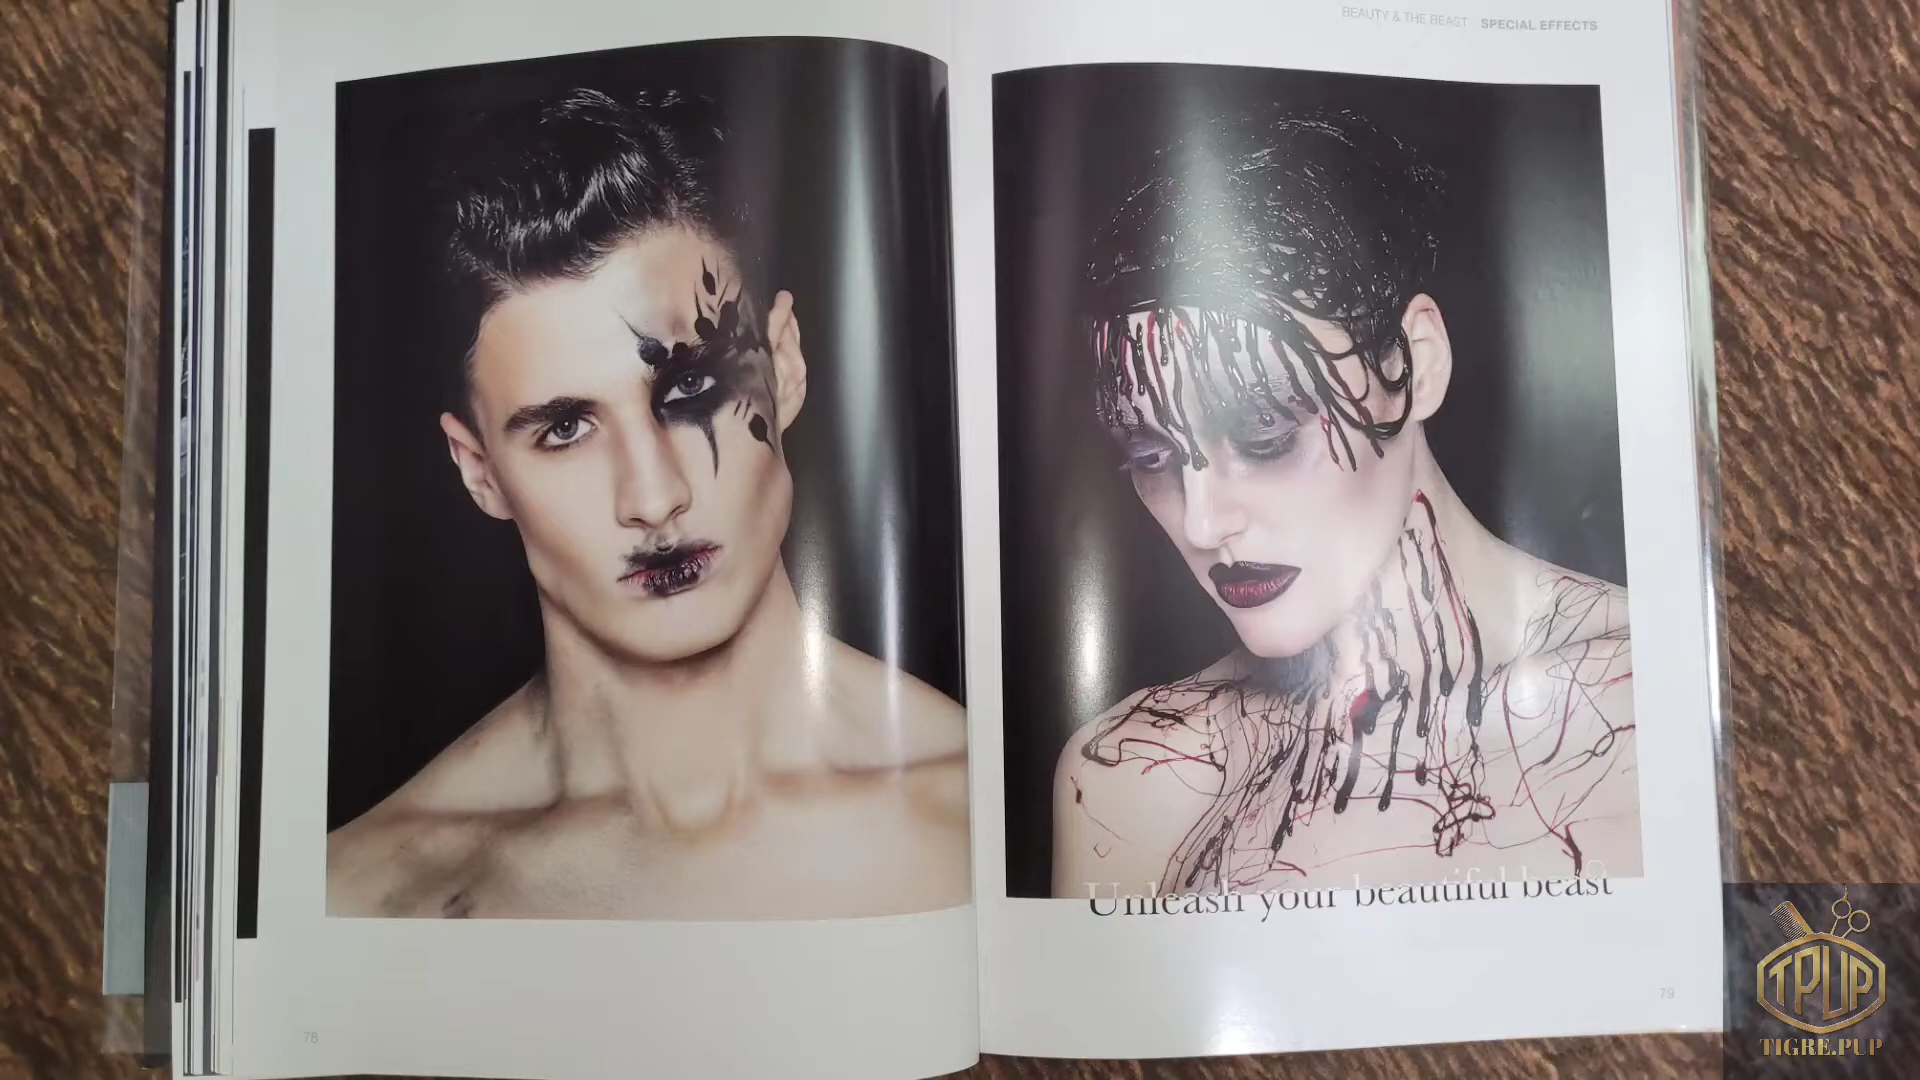 BEAUTY & THE BEAST SPECIAL EFFECTS
Unleash your beautiful beast
78
79
TPUP
TIGRE.PUP